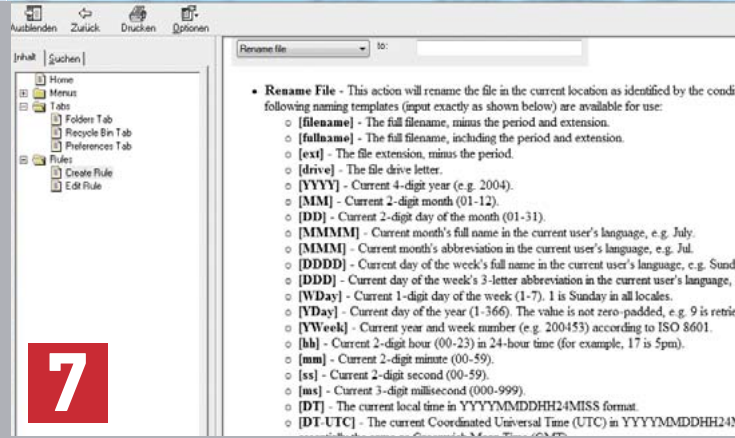 Ausblenden Zurück Drucken Optionen
Inhalt Suchen
Home
Menus
Tabs
Folders Tab
Recycle Bin Tab
Preferences Tab
Rules
Create Rule
Edit Rule
7
Rename file to:
• Rename File - This action will rename the file in the current location as identified by the condi
following naming templates (input exactly as shown below) are available for use:
○ [filename] - The full filename, minus the period and extension.
○ [fullname] - The full filename, including the period and extension.
○ [ext] - The file extension, minus the period.
○ [drive] - The file drive letter.
○ [YYYY] - Current 4-digit year (e.g. 2004).
○ [MM] - Current 2-digit month (01-12).
○ [DD] - Current 2-digit day of the month (01-31).
○ [MMMM] - Current month's full name in the current user's language, e.g. July.
○ [MMM] - Current month's abbreviation in the current user's language, e.g. Jul.
○ [DDDD] - Current day of the week's full name in the current user's language, e.g. Sund
○ [DDD] - Current day of the week's 3-letter abbreviation in the current user's language,
○ [WDay] - Current 1-digit day of the week (1-7). 1 is Sunday in all locales.
○ [YDay] - Current day of the year (1-366). The value is not zero-padded, e.g. 9 is retrie
○ [YWeek] - Current year and week number (e.g. 200453) according to ISO 8601.
○ [hh] - Current 2-digit hour (00-23) in 24-hour time (for example, 17 is 5pm).
○ [mm] - Current 2-digit minute (00-59).
○ [ss] - Current 2-digit second (00-59).
○ [ms] - Current 3-digit millisecond (000-999).
○ [DT] - The current local time in YYYYMMDDHH24MISS format.
○ [DT-UTC] - The current Coordinated Universal Time (UTC) in YYYYMMDDHH24M